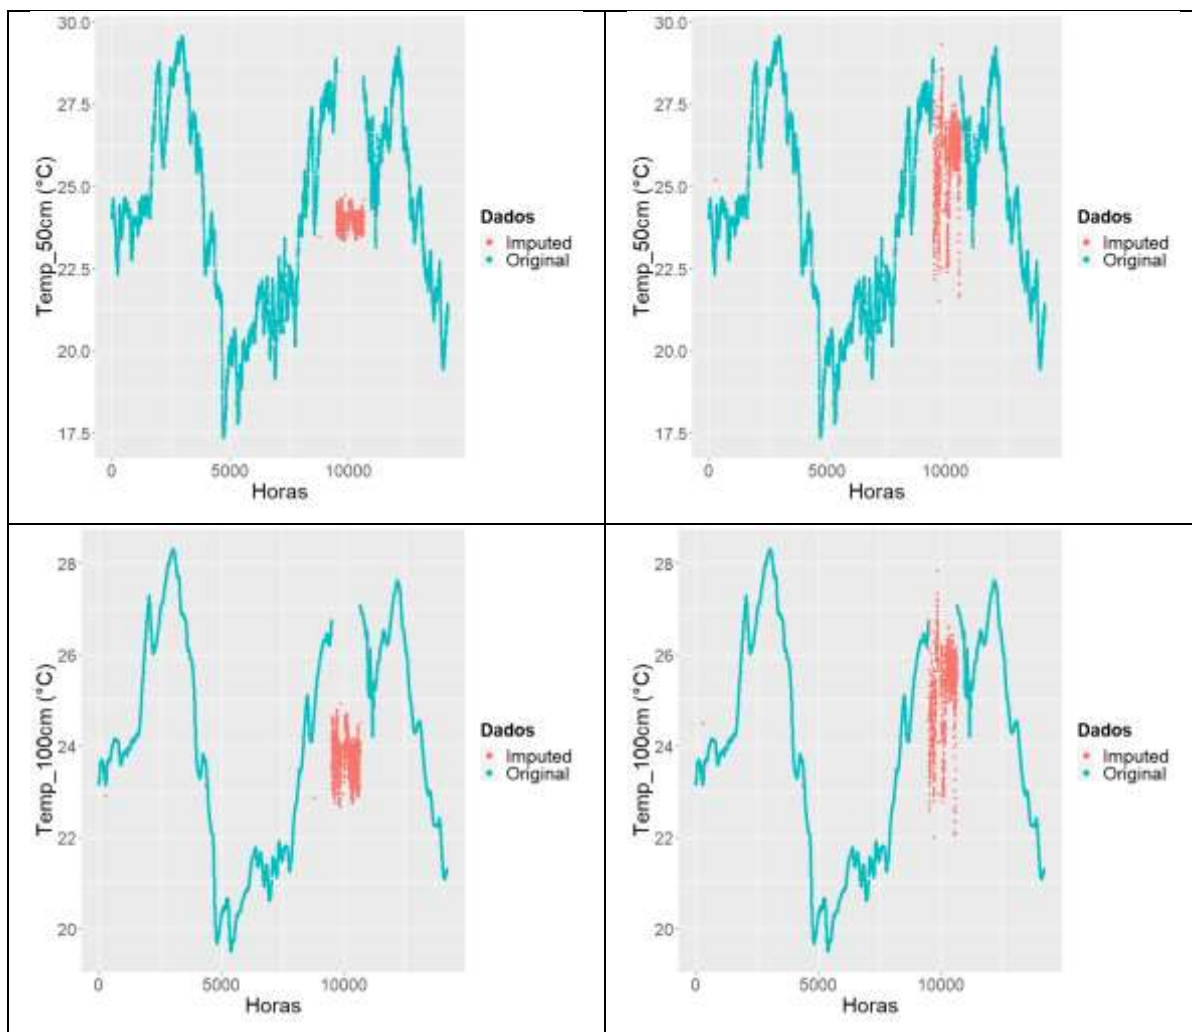 30.0
27.5
25.0
22.5
20.0
17.5
Temp_50cm (°C)
0 5000 10000
Horas
Dados
Imputed
Original
30.0
27.5
25.0
22.5
20.0
17.5
Temp_50cm (°C)
0 5000 10000
Horas
Dados
Imputed
Original
28
26
24
22
20
Temp_100cm (°C)
0 5000 10000
Horas
Dados
Imputed
Original
28
26
24
22
20
Temp_100cm (°C)
0 5000 10000
Horas
Dados
Imputed
Original